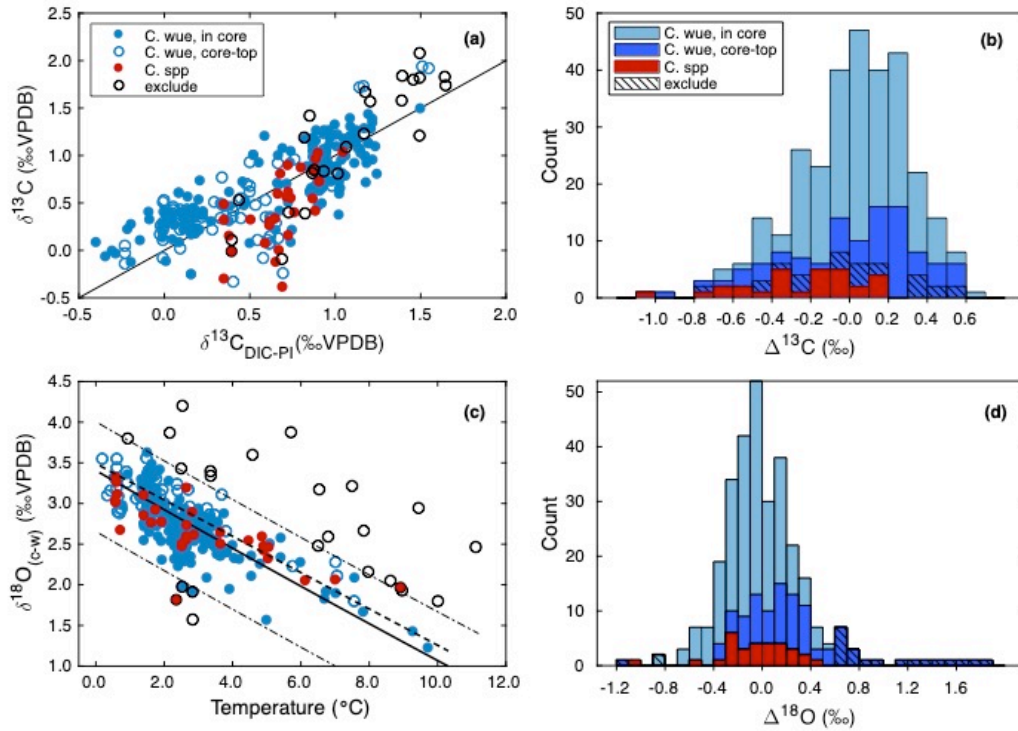 (a)
C. wue, in core
C. wue, core-top
C. spp
exclude
δ13C (‰VPDB)
2.5
2.0
1.5
1.0
0.5
0.0
-0.5
-0.5
0.0
0.5
1.0
1.5
2.0
δ13C DIC-PI (‰VPDB)
(b)
C. wue, in core
C. wue, core-top
C. spp
exclude
Count
50
40
30
20
10
0
-1.0
-0.8
-0.6
-0.4
-0.2
-0.0
0.2
0.4
0.6
Δ13C (‰)
(c)
δ18O(c-w) (‰VPDB)
4.5
4.0
3.5
3.0
2.5
2.0
1.5
1.0
0.0
2.0
4.0
6.0
8.0
10.0
12.0
Temperature (°C)
(d)
Count
50
40
30
20
10
0
-1.2
-0.8
-0.4
0.0
0.4
0.8
1.2
1.6
Δ18O (‰)